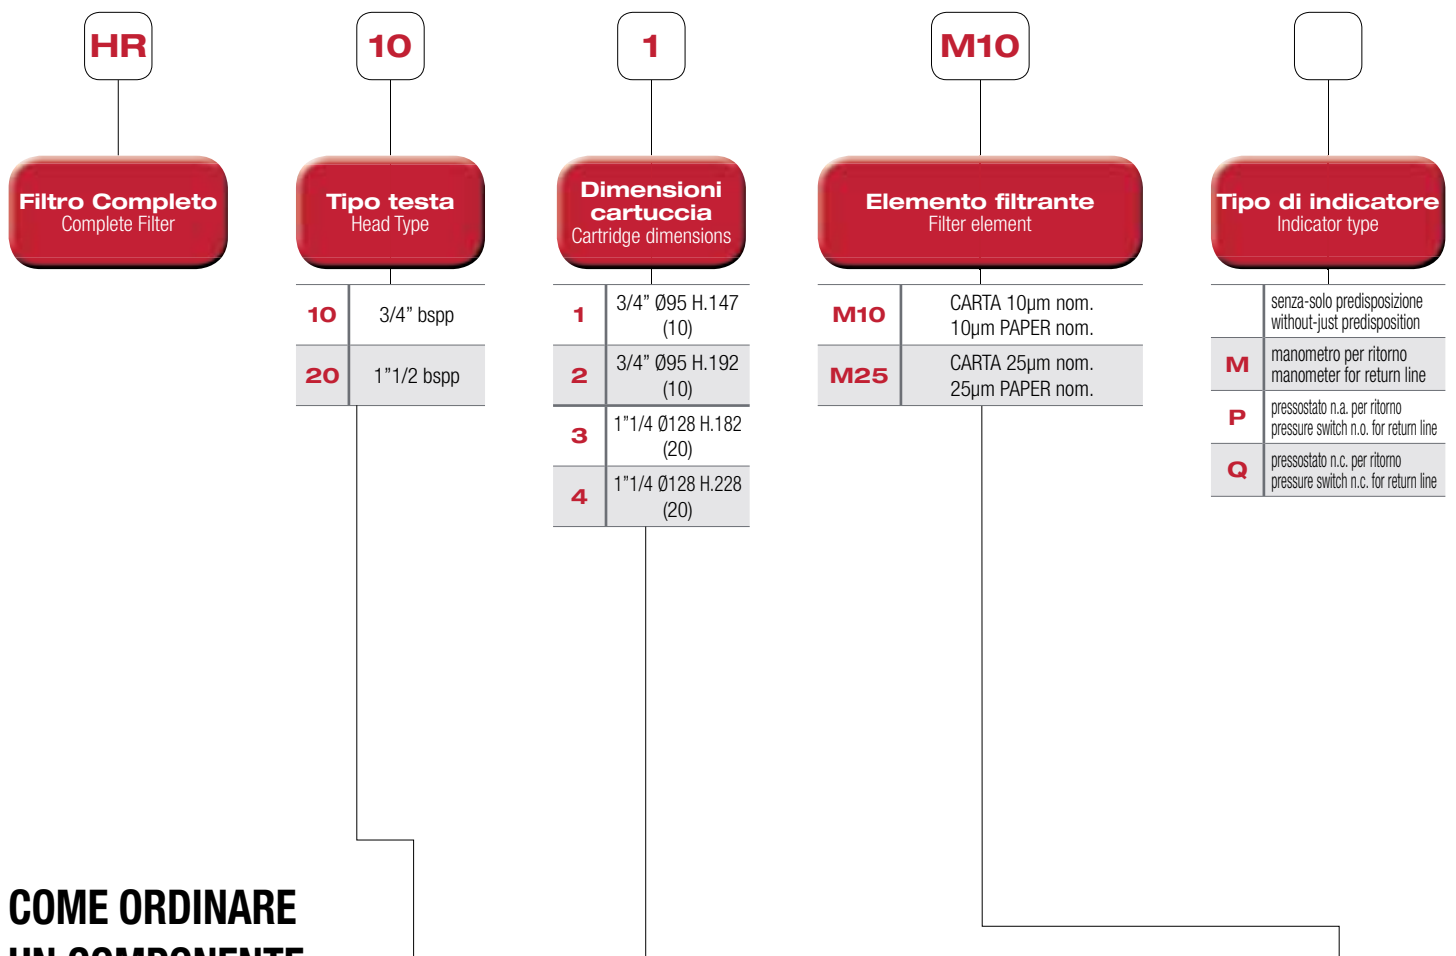 HR
10
1
M10
Filtro Completo
Complete Filter
Tipo testa
Head Type
Dimensioni
cartuccia
Cartridge dimensions
Elemento filtrante
Filter element
Tipo di indicatore
Indicator type
10 3/4” bspp
20 1”1/2 bspp
1 3/4” Ø95 H.147
(10)
2 3/4” Ø95 H.192
(10)
3 1”1/4 Ø128 H.182
(20)
4 1”1/4 Ø128 H.228
(20)
M10 CARTA 10µm nom.
10µm PAPER nom.
M25 CARTA 25µm nom.
25µm PAPER nom.
senza-solo predisposizione
without-just predisposition
M manometro per ritorno
manometer for return line
P pressostato n.a. per ritorno
pressure switch n.o. for return line
Q pressostato n.c. per ritorno
pressure switch n.c. for return line
COME ORDINARE
UN COMPONENTE